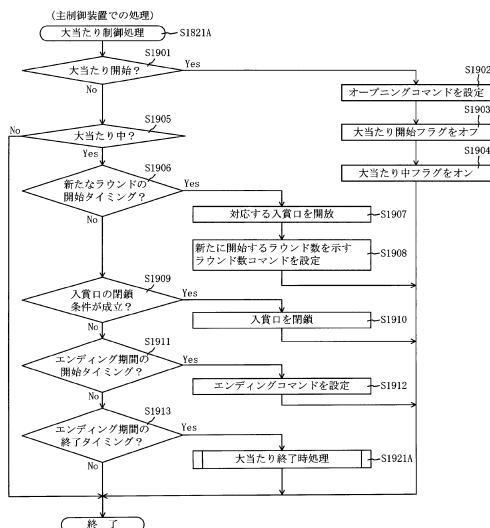 (主制御装置での処理)
大当たり制御処理
S1821A
S1901
大当たり開始?
Yes
No
S1902
オープニングコマンドを設定
S1903
大当たり開始フラグをオフ
S1904
大当たり中フラグをオン
S1905
No
大当たり中?
Yes
S1906
新たなラウンドの
開始タイミング?
Yes
No
対応する入賞口を開放
S1907
新たに開始するラウンド数を示す
ラウンド数コマンドを設定
S1908
S1909
入賞口の閉鎖
条件が成立?
Yes
No
入賞口を閉鎖
S1910
S1911
エンディング期間の
開始タイミング?
Yes
No
エンディングコマンドを設定
S1912
S1913
エンディング期間の
終了タイミング?
Yes
No
大当たり終了時処理
S1921A
終 了